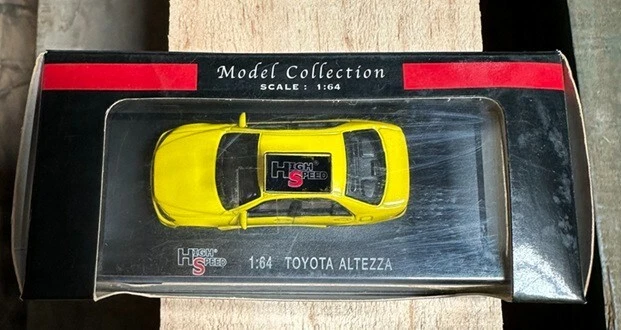 Model Collection
SCALE: 1:64
HIGH®
SPEED
HIGH®
SPEED
1:64 TOYOTA ALTEZZA